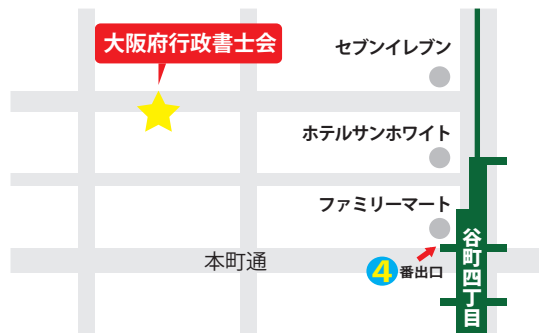 大阪府行政書士会
セブンイレブン
ホテルサンホワイト
ファミリーマート
本町通
4番出口
谷町四丁目